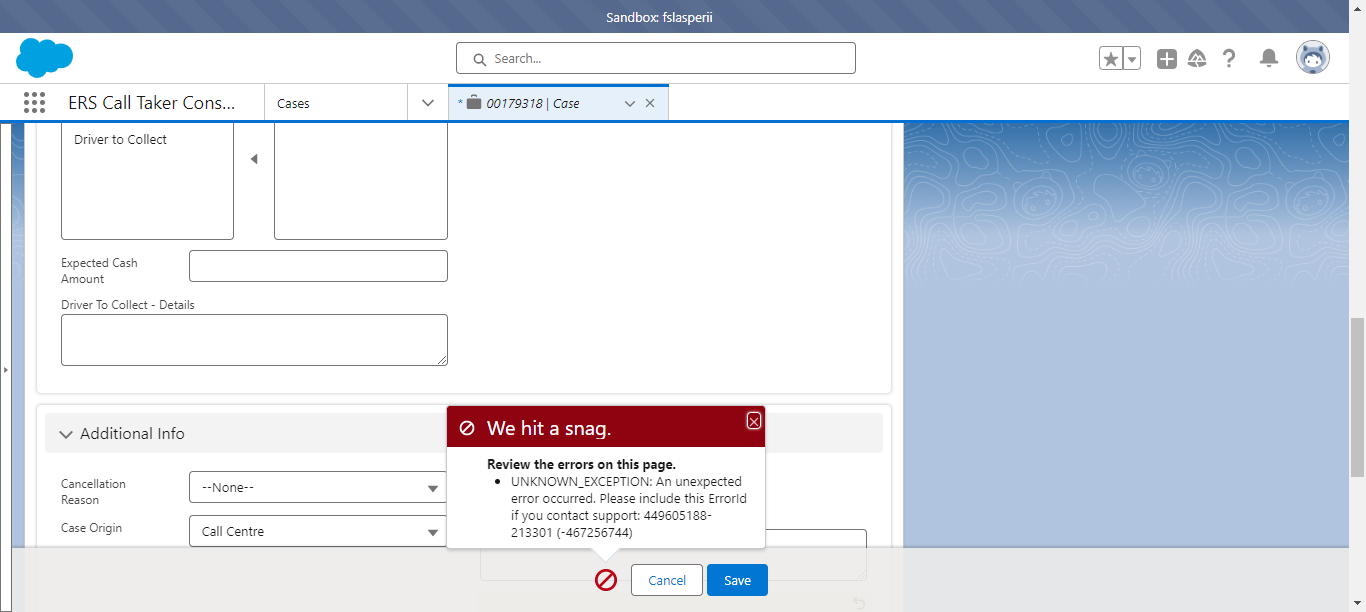 Sandbox: fslasperii
Search...
ERS Call Taker Cons...
Cases
* 00179318 | Case
Driver to Collect
Expected Cash
Amount
Driver To Collect - Details
Additional Info
Cancellation
Reason
--None--
Case Origin
Call Centre
We hit a snag.
Review the errors on this page.
• UNKNOWN_EXCEPTION: An unexpected
error occurred. Please include this ErrorId
if you contact support: 449605188-
213301 (-467256744)
Cancel
Save